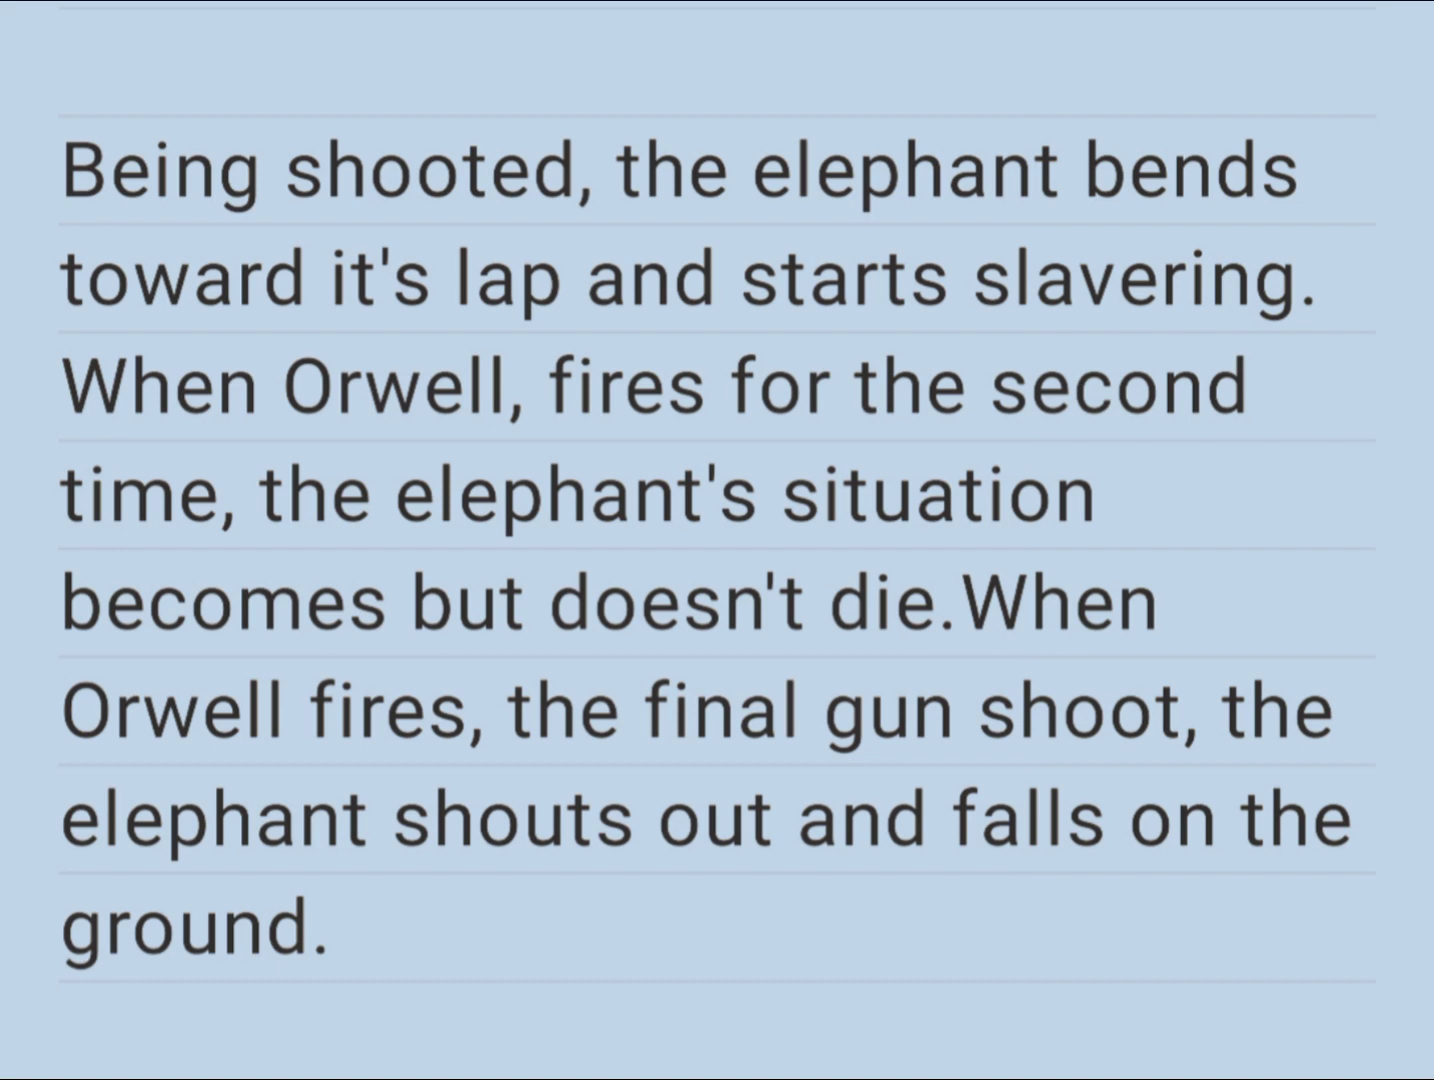 Being shooted, the elephant bends
toward it's lap and starts slavering.
When Orwell, fires for the second
time, the elephant's situation
becomes but doesn't die.When
Orwell fires, the final gun shoot, the
elephant shouts out and falls on the
ground.